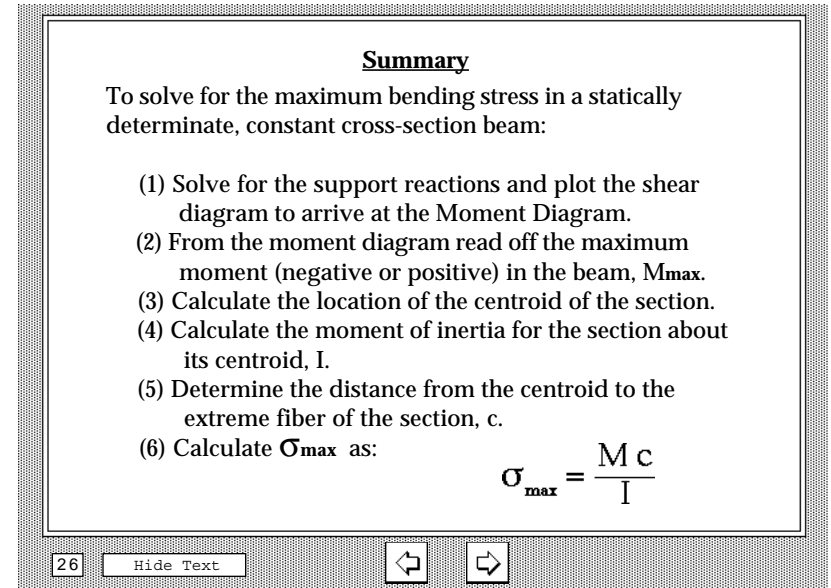 Summary
To solve for the maximum bending stress in a statically
determinate, constant cross-section beam:
(1) Solve for the support reactions and plot the shear
diagram to arrive at the Moment Diagram.
(2) From the moment diagram read off the maximum
moment (negative or positive) in the beam, Mmax.
(3) Calculate the location of the centroid of the section.
(4) Calculate the moment of inertia for the section about
its centroid, I.
(5) Determine the distance from the centroid to the
extreme fiber of the section, c.
(6) Calculate σmax as:
σmax = M c / I
26 Hide Text